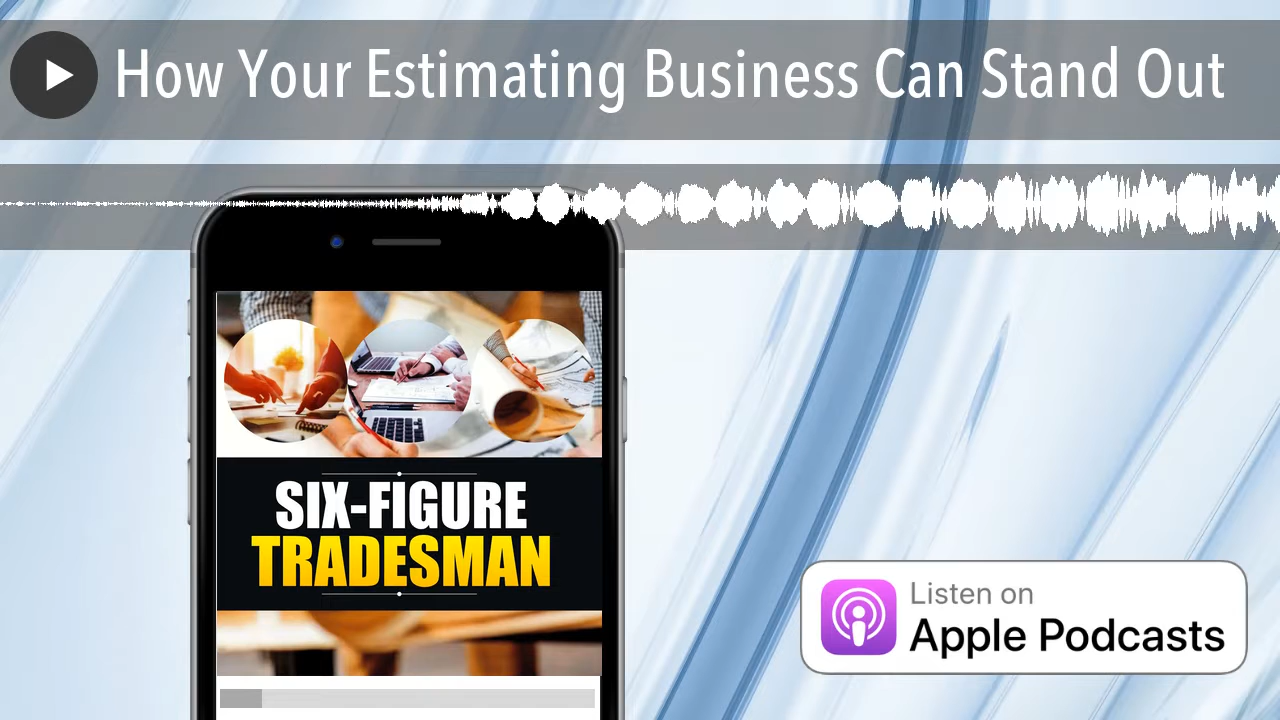 How Your Estimating Business Can Stand Out
SIX-FIGURE
TRADESMAN
Listen on
Apple Podcasts